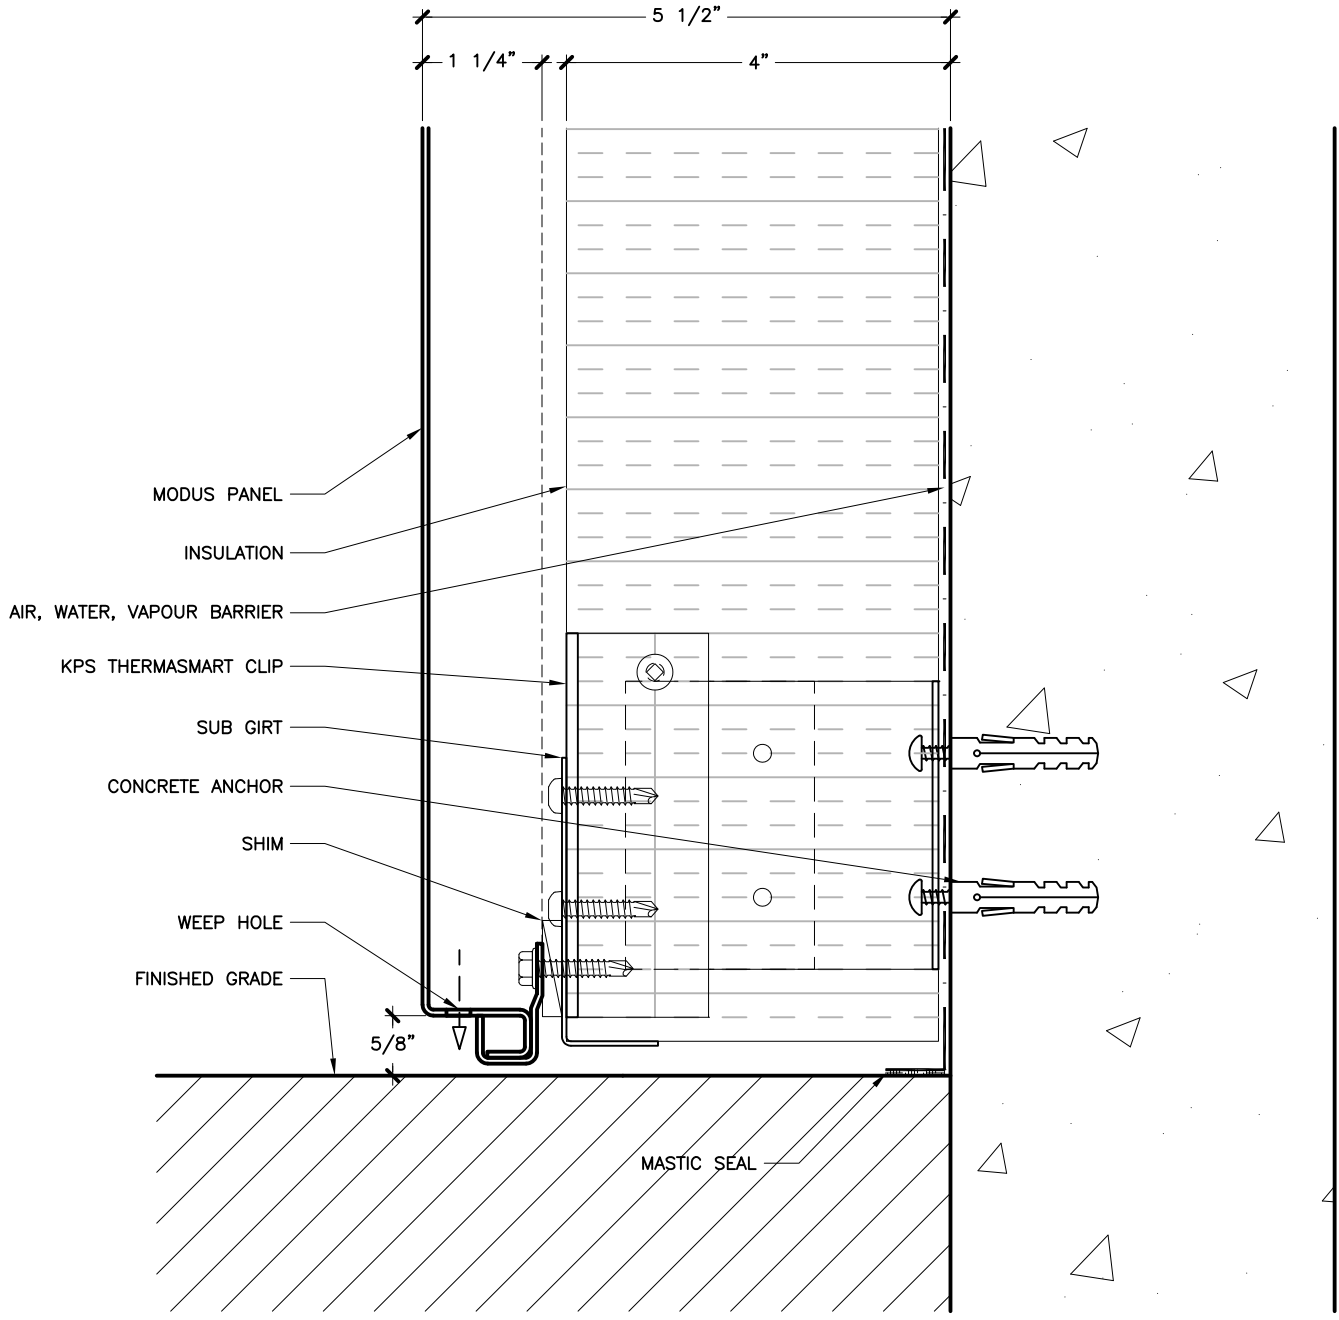 5 1/2"
1 1/4"
4"
MODUS PANEL
INSULATION
AIR, WATER, VAPOUR BARRIER
KPS THERMASMART CLIP
SUB GIRT
CONCRETE ANCHOR
SHIM
WEEP HOLE
FINISHED GRADE
5/8"
MASTIC SEAL